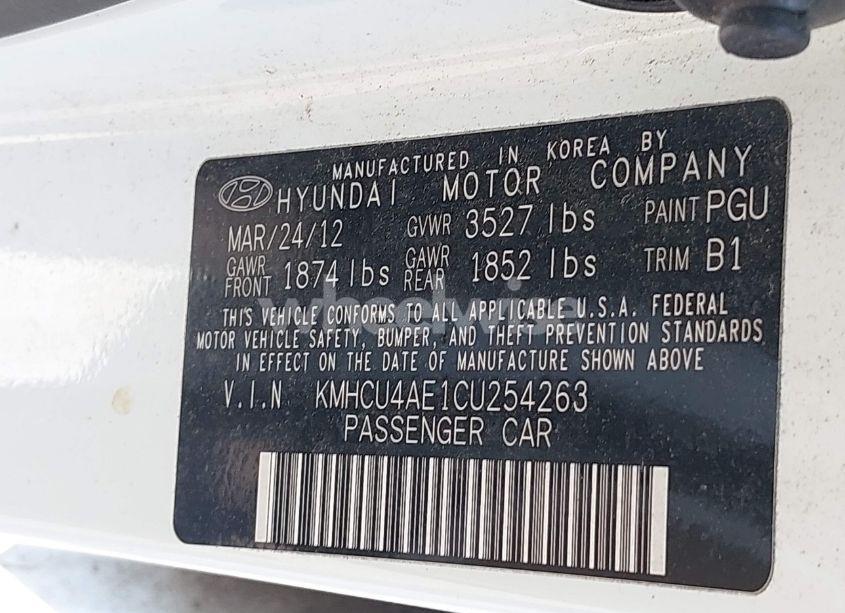 MANUFACTURED IN KOREA BY
HYUNDAI MOTOR COMPANY
MAR/24/12 GVWR 3527 lbs PAINT PGU
GAWR FRONT 1874 lbs GAWR REAR 1852 lbs TRIM B1
THIS VEHICLE CONFORMS TO ALL APPLICABLE U.S.A. FEDERAL
MOTOR VEHICLE SAFETY, BUMPER, AND THEFT PREVENTION STANDARDS
IN EFFECT ON THE DATE OF MANUFACTURE SHOWN ABOVE
V.I.N KMHCU4AE1CU254263
PASSENGER CAR